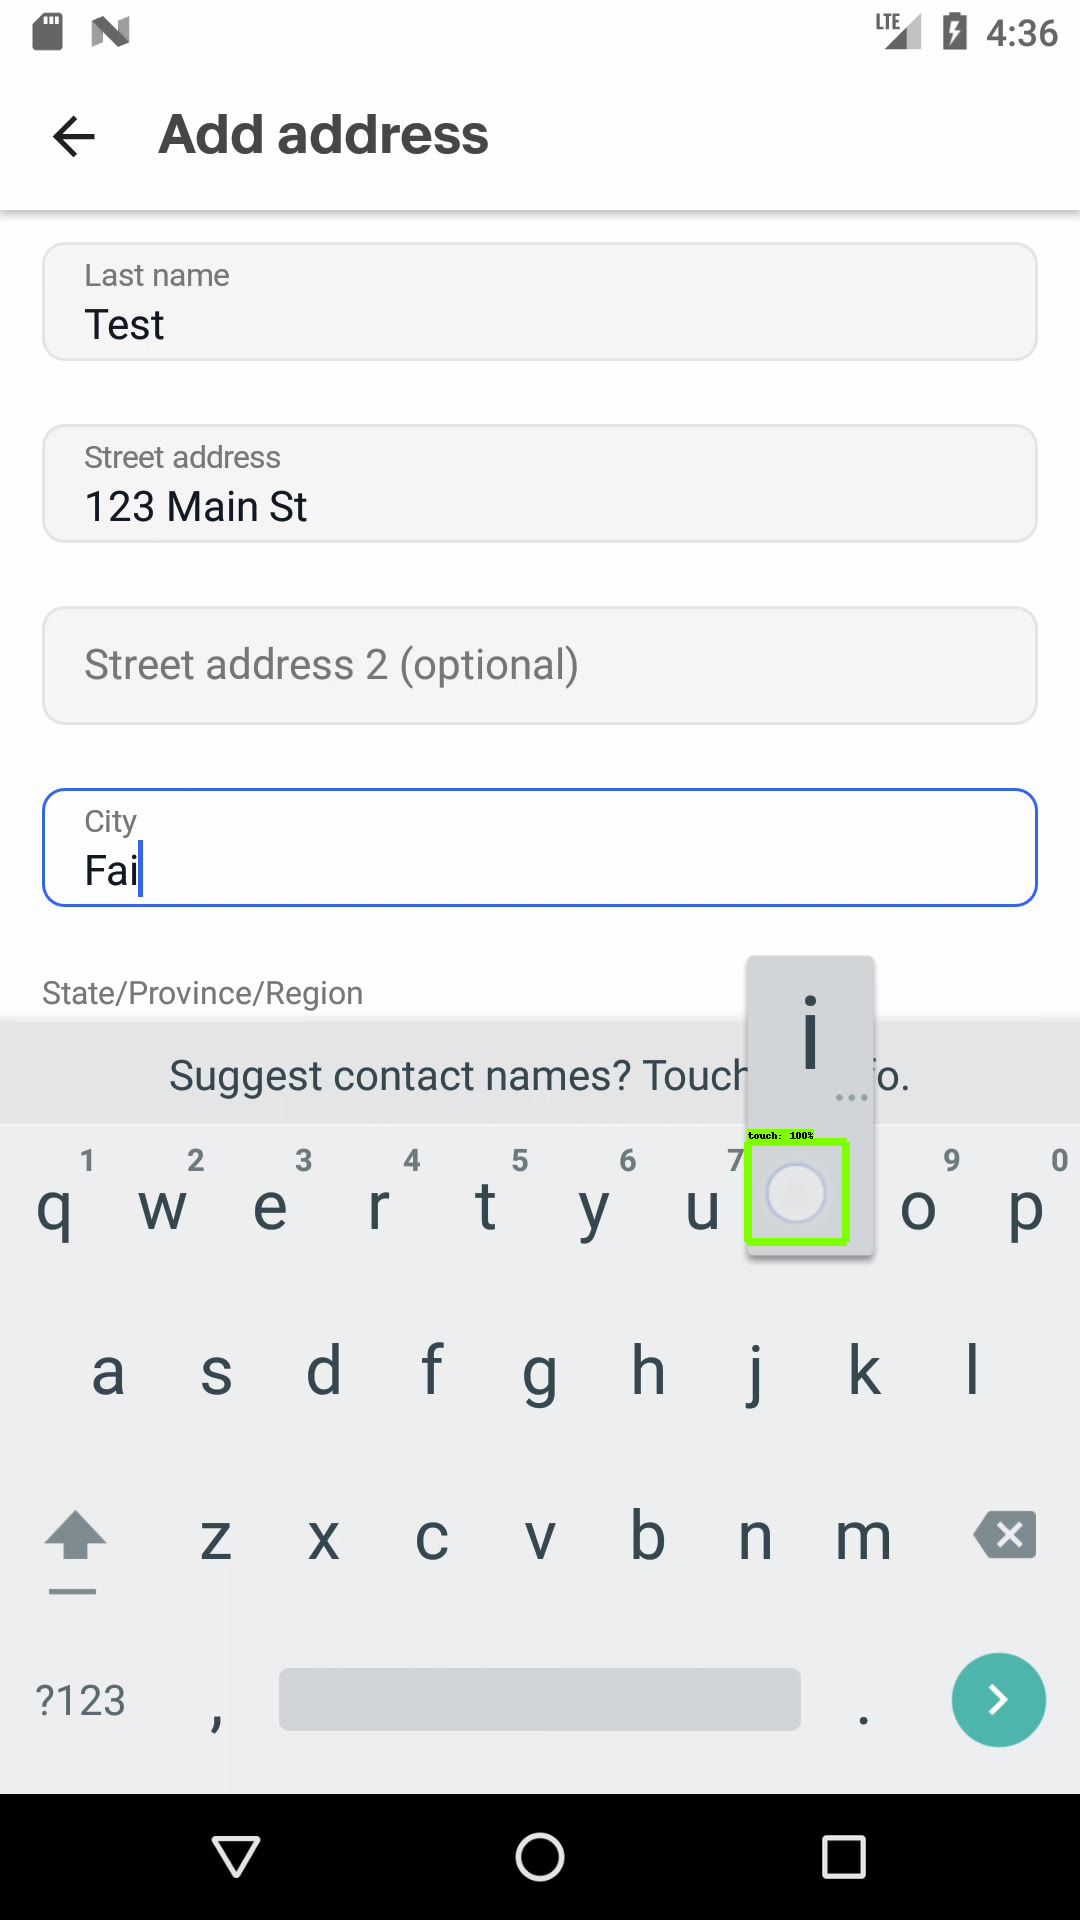 LTE 4:36
Add address
Last name
Test
Street address
123 Main St
Street address 2 (optional)
City
Fai
State/Province/Region
i
Suggest contact names? Touch fo.
...
touch: 100%
1 2 3 4 5 6 7 9 0
q w e r t y u o p
a s d f g h j k l
z x c v b n m
?123 , .